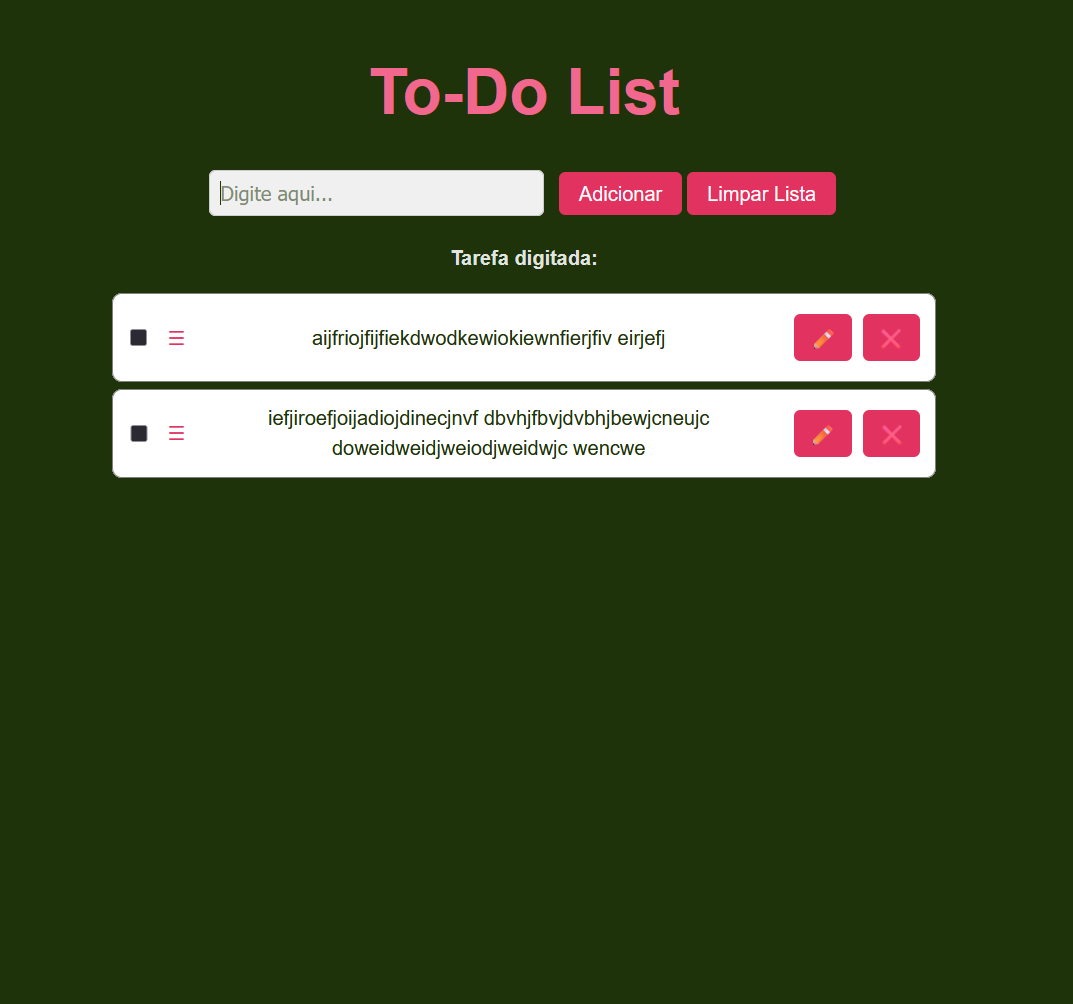 To-Do List
Digite aqui...
Adicionar
Limpar Lista
Tarefa digitada:
aijfriojfijfiekdwodkewiokiewnfierjfiv eirjefj
iefjiroefjoijadiojdinecjnvf dbvhjfbvjdvbhjbewjcneujc
doweidweidjweiodjweidwjc wencwe